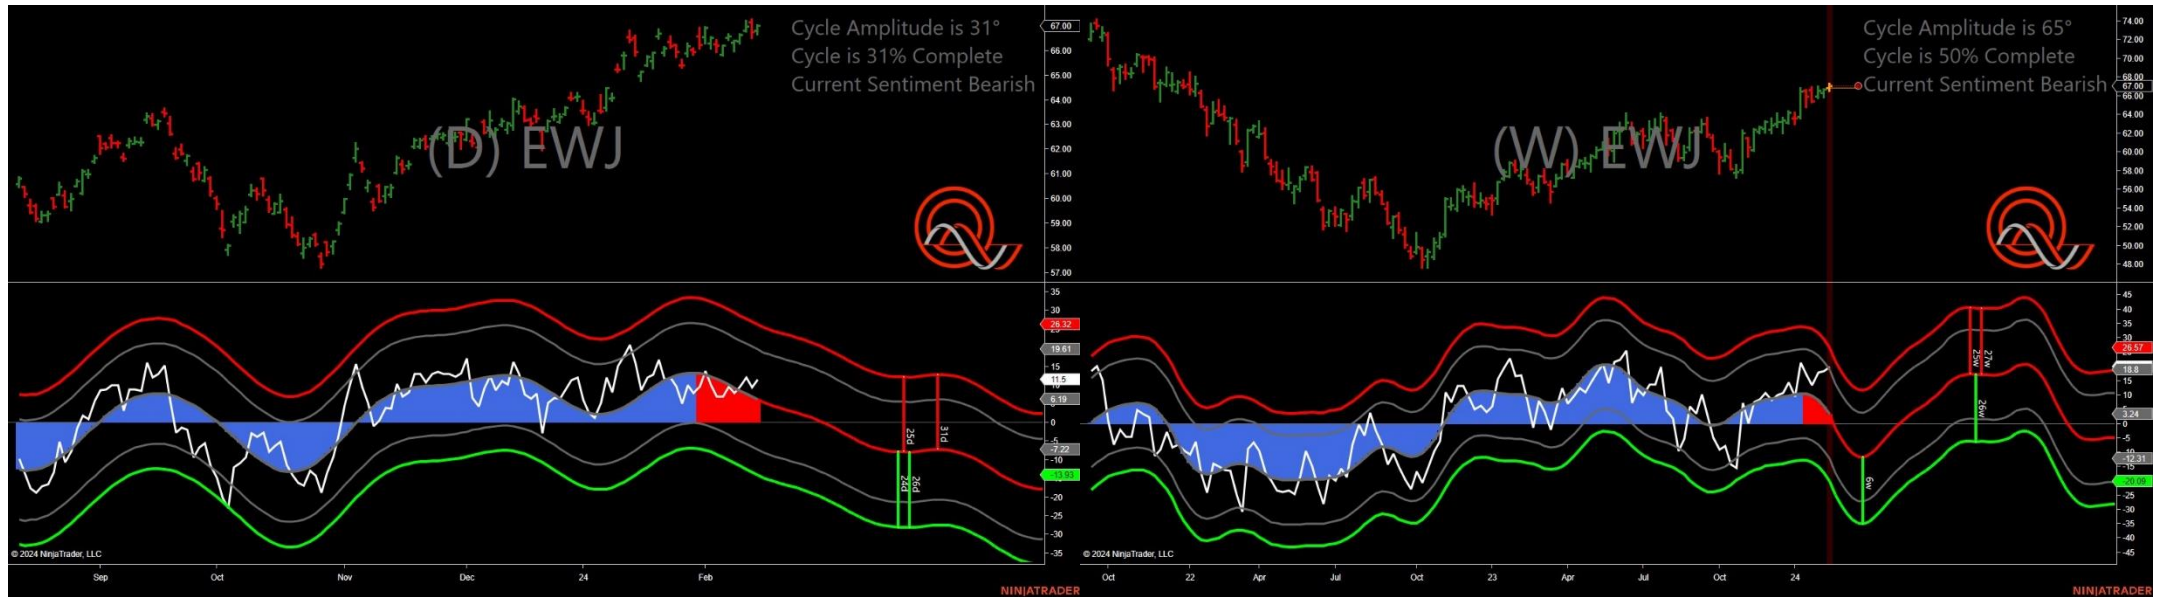 Cycle Amplitude is 31°
Cycle is 31% Complete
Current Sentiment Bearish
(D) EWJ
67.00
66.00
65.00
64.00
63.00
62.00
61.00
60.00
59.00
58.00
57.00
35
30
26.32
19.61
15
11.5
6.19
0
-5
-7.22
-10
-13.93
-20
-25
-30
-35
25d
31d
24d
26d
© 2024 NinjaTrader, LLC
Sep
Oct
Nov
Dec
24
Feb
NINJATRADER
Cycle Amplitude is 65°
Cycle is 50% Complete
Current Sentiment Bearish
(W) EWJ
74.00
72.00
70.00
68.00
67.00
66.00
64.00
62.00
60.00
58.00
56.00
54.00
52.00
50.00
48.00
45
40
35
30
26.57
18.8
15
10
3.24
0
-5
-12.31
-15
-20.09
-25
-30
-35
-40
-45
25w
27w
26w
6w
© 2024 NinjaTrader, LLC
Oct
22
Apr
Jul
Oct
23
Apr
Jul
Oct
24
NINJATRADER